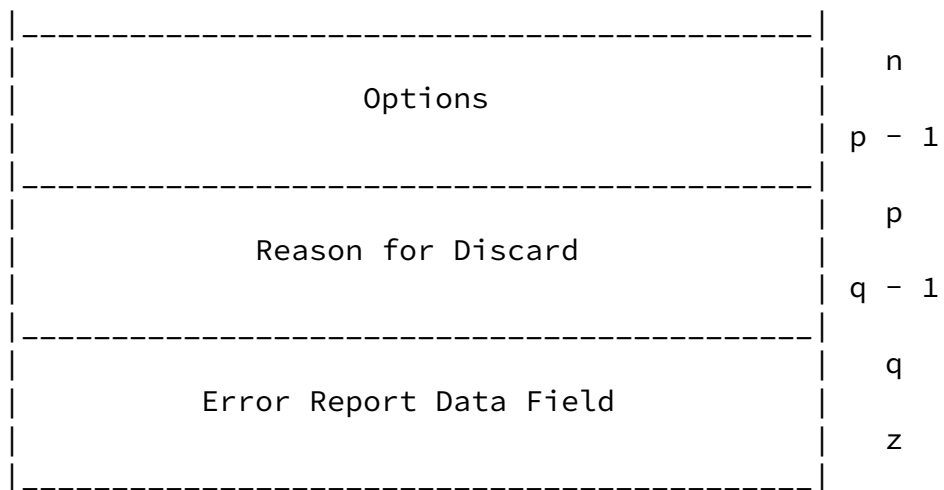 n
Options
p - 1
p
Reason for Discard
q - 1
q
Error Report Data Field
z